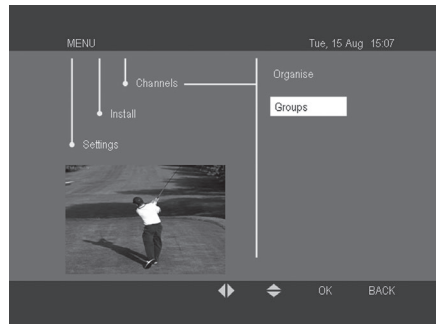 MENU
Tue, 15 Aug 15:07
Channels
Organise
Groups
Install
Settings
OK BACK